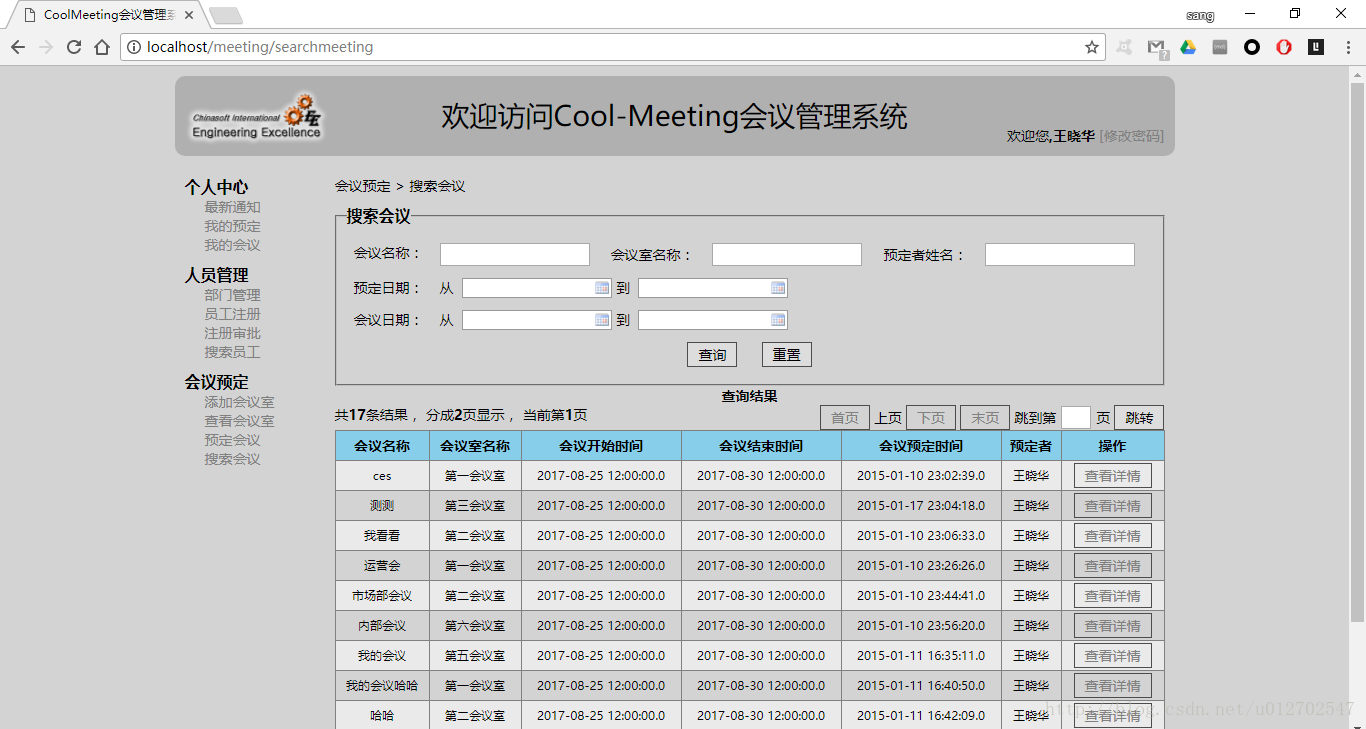 CoolMeeting会议管理系
sang
localhost/meeting/searchmeeting
Chinasoft International
Engineering Excellence
欢迎访问Cool-Meeting会议管理系统
欢迎您,王晓华 [修改密码]
个人中心
最新通知
我的预定
我的会议
人员管理
部门管理
员工注册
注册审批
搜索员工
会议预定
添加会议室
查看会议室
预定会议
搜索会议
会议预定 > 搜索会议
搜索会议
会议名称： 会议室名称： 预定者姓名：
预定日期： 从 到
会议日期： 从 到
查询 重置
查询结果
共17条结果， 分成2页显示， 当前第1页 首页 上页 下页 末页 跳到第 页 跳转
会议名称 会议室名称 会议开始时间 会议结束时间 会议预定时间 预定者 操作
ces 第一会议室 2017-08-25 12:00:00.0 2017-08-30 12:00:00.0 2015-01-10 23:02:39.0 王晓华 查看详情
测测 第三会议室 2017-08-25 12:00:00.0 2017-08-30 12:00:00.0 2015-01-17 23:04:18.0 王晓华 查看详情
我看看 第二会议室 2017-08-25 12:00:00.0 2017-08-30 12:00:00.0 2015-01-10 23:06:33.0 王晓华 查看详情
运营会 第一会议室 2017-08-25 12:00:00.0 2017-08-30 12:00:00.0 2015-01-10 23:26:26.0 王晓华 查看详情
市场部会议 第二会议室 2017-08-25 12:00:00.0 2017-08-30 12:00:00.0 2015-01-10 23:44:41.0 王晓华 查看详情
内部会议 第六会议室 2017-08-25 12:00:00.0 2017-08-30 12:00:00.0 2015-01-10 23:56:20.0 王晓华 查看详情
我的会议 第五会议室 2017-08-25 12:00:00.0 2017-08-30 12:00:00.0 2015-01-11 16:35:11.0 王晓华 查看详情
我的会议哈哈 第一会议室 2017-08-25 12:00:00.0 2017-08-30 12:00:00.0 2015-01-11 16:40:50.0 王晓华 查看详情
哈哈 第二会议室 2017-08-25 12:00:00.0 2017-08-30 12:00:00.0 2015-01-11 16:42:09.0 王晓华 查看详情
http://blog.csdn.net/u012702547